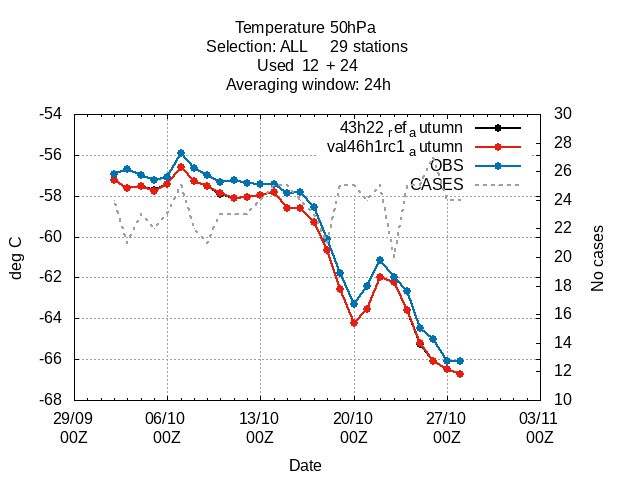 Temperature 50hPa
Selection: ALL 29 stations
Used 12 + 24
Averaging window: 24h
43h22 ref autumn
val46h1rc1 autumn
OBS
CASES
-54
-56
-58
-60
-62
-64
-66
-68
deg C
30
28
26
24
22
20
18
16
14
12
10
No cases
29/09 06/10 13/10 20/10 27/10 03/11
00Z 00Z 00Z 00Z 00Z 00Z
Date